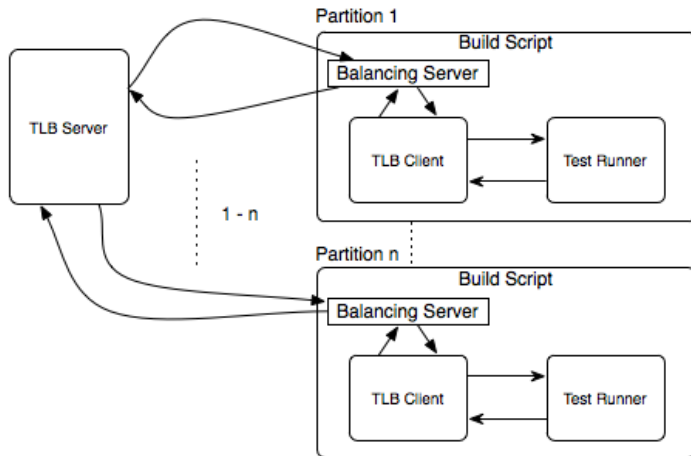 Partition 1
Build Script
Balancing Server
TLB Server
TLB Client
Test Runner
1 - n
Partition n
Build Script
Balancing Server
TLB Client
Test Runner